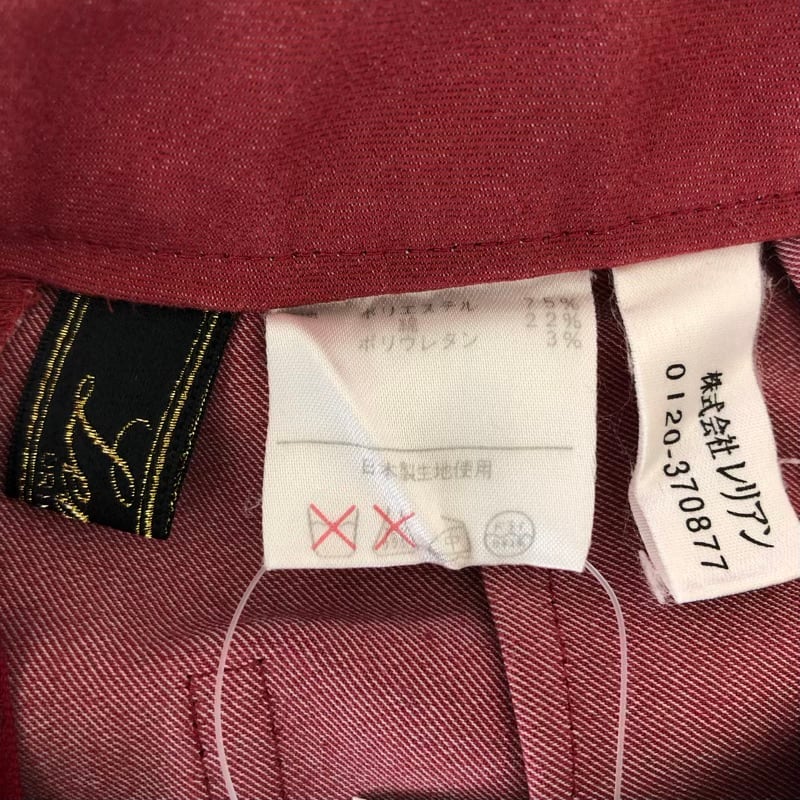 ポリエステル 75%
綿 22%
ポリウレタン 3%
日本製生地使用
中
株式会社 レリアン
0120-370877